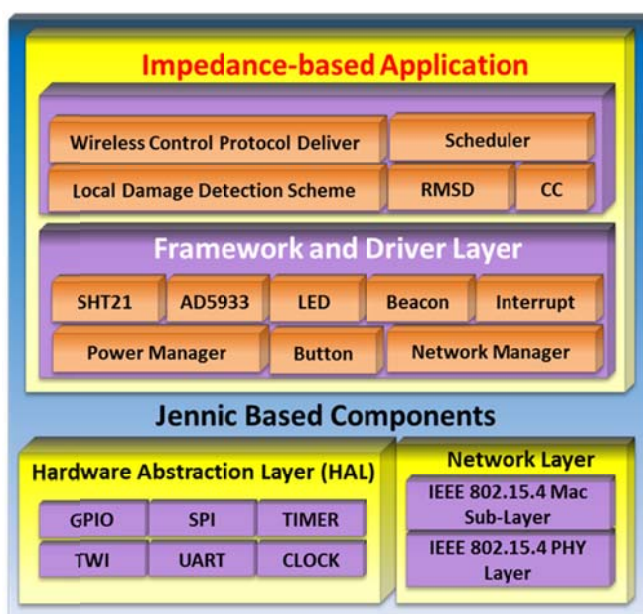 Impedance-based Application
Wireless Control Protocol Deliver
Scheduler
Local Damage Detection Scheme
RMSD
CC
Framework and Driver Layer
SHT21
AD5933
LED
Beacon
Interrupt
Power Manager
Button
Network Manager
Jennic Based Components
Hardware Abstraction Layer (HAL)
GPIO
SPI
TIMER
TWI
UART
CLOCK
Network Layer
IEEE 802.15.4 Mac
Sub-Layer
IEEE 802.15.4 PHY
Layer